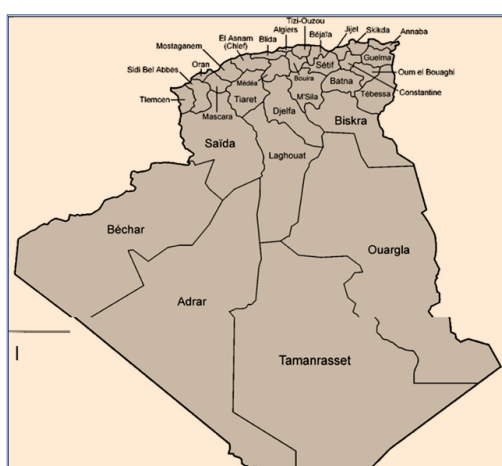 Tizi-Ouzou
Algiers
Jijel
Skikda
Annaba
El Asnam
(Chlef)
Blida
Béjaïa
Mostaganem
Oran
Sidi Bel Abbès
Guelma
Sétif
Médéa
Bouira
Batna
Oum el Bouaghi
Tlemcen
Tiaret
M'Sila
Tébessa
Constantine
Mascara
Djelfa
Biskra
Saïda
Laghouat
Béchar
Ouargla
Adrar
Tamanrasset